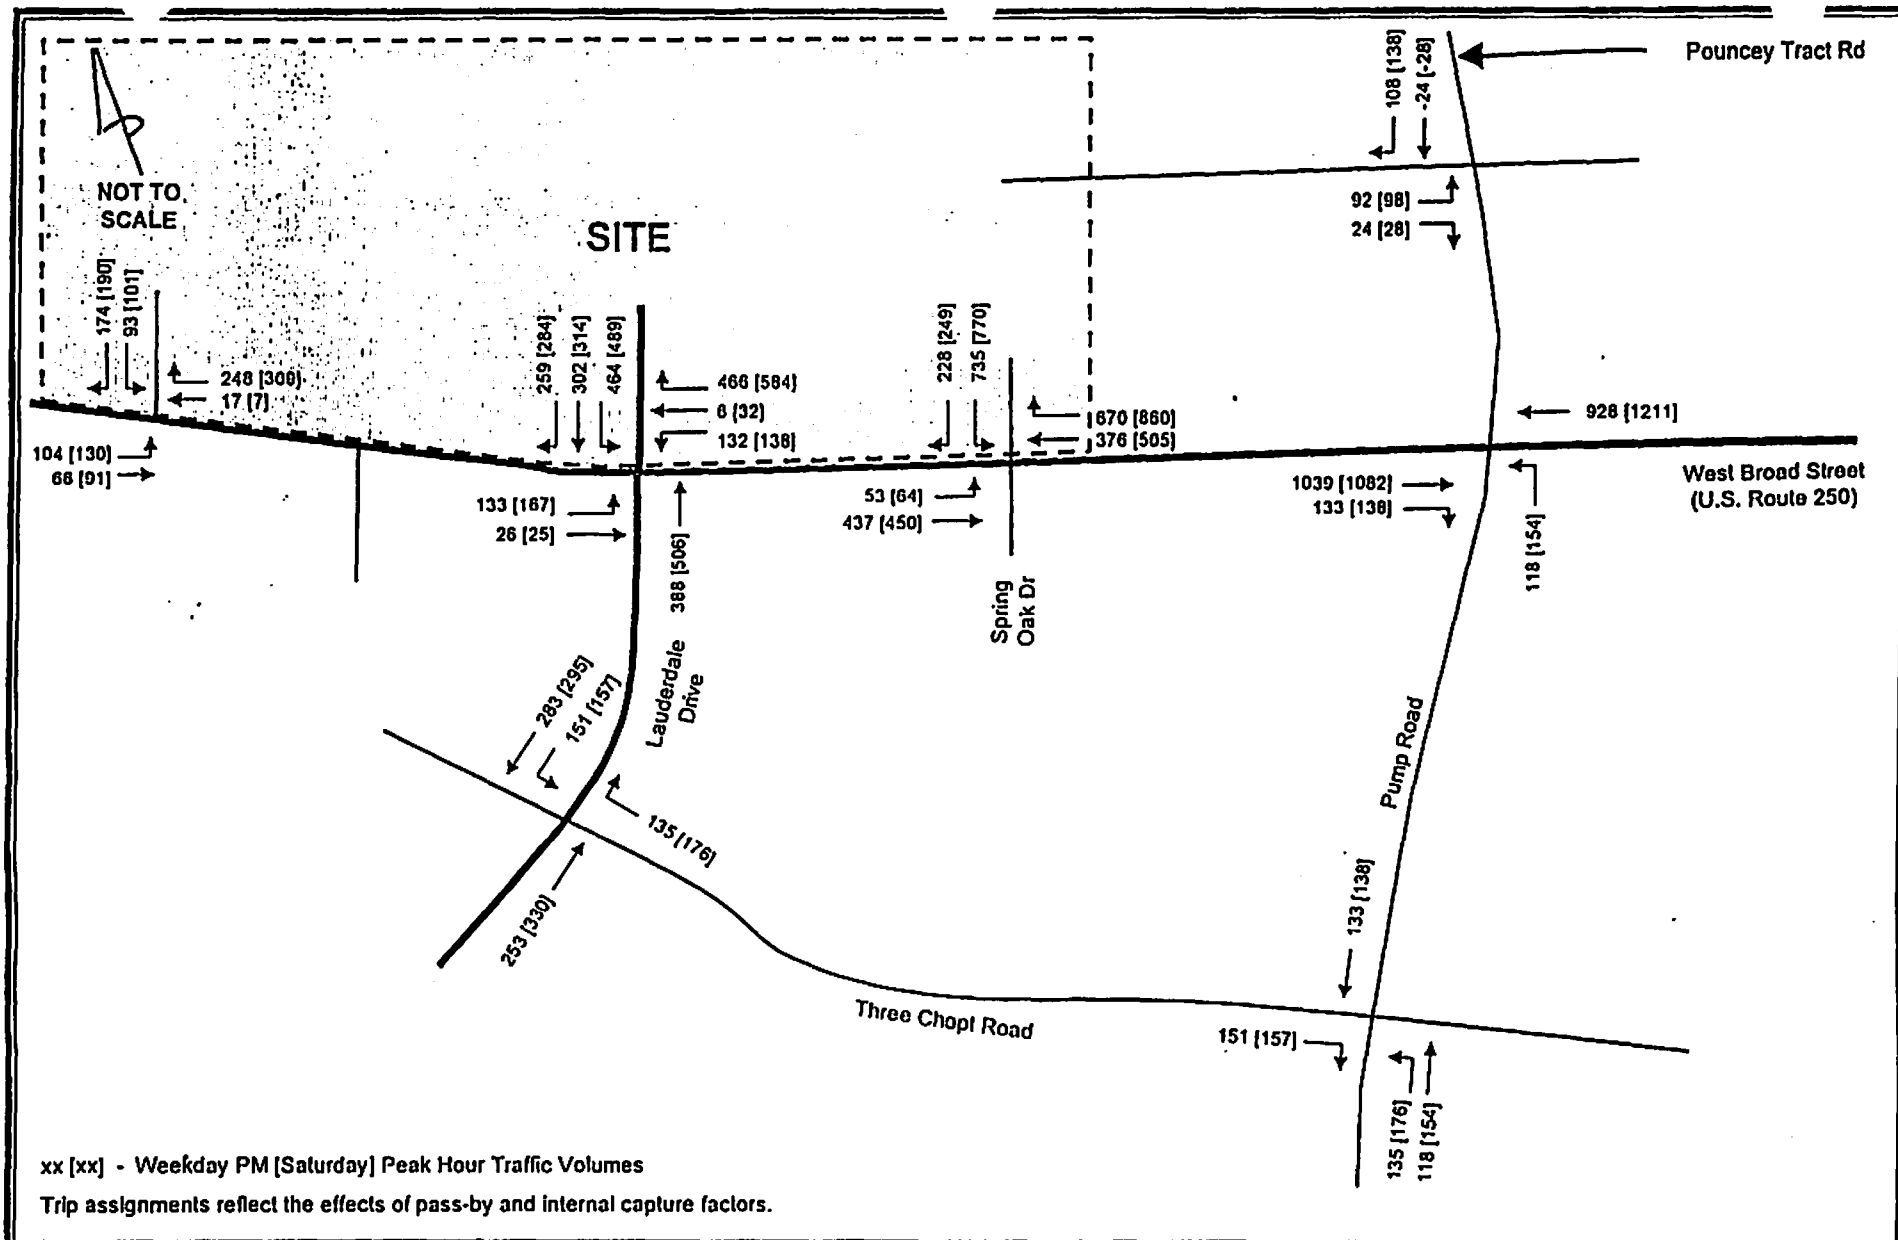 Pouncey Tract Rd
108 [138]
-24 [-28]
NOT TO
SCALE
SITE
92 [98]
24 [28]
174 [190]
93 [101]
248 [300]
17 [7]
104 [130]
66 [91]
259 [284]
302 [314]
464 [489]
466 [584]
6 [32]
132 [138]
133 [167]
26 [25]
388 [506]
228 [249]
735 [770]
670 [860]
376 [505]
53 [64]
437 [450]
928 [1211]
1039 [1082]
133 [138]
118 [154]
West Broad Street
(U.S. Route 250)
Spring
Oak Dr
Lauderdale
Drive
283 [295]
151 [157]
135 [176]
253 [330]
Pump Road
133 [138]
Three Chopt Road
151 [157]
135 [176]
118 [154]
xx [xx] - Weekday PM [Saturday] Peak Hour Traffic Volumes
Trip assignments reflect the effects of pass-by and internal capture factors.